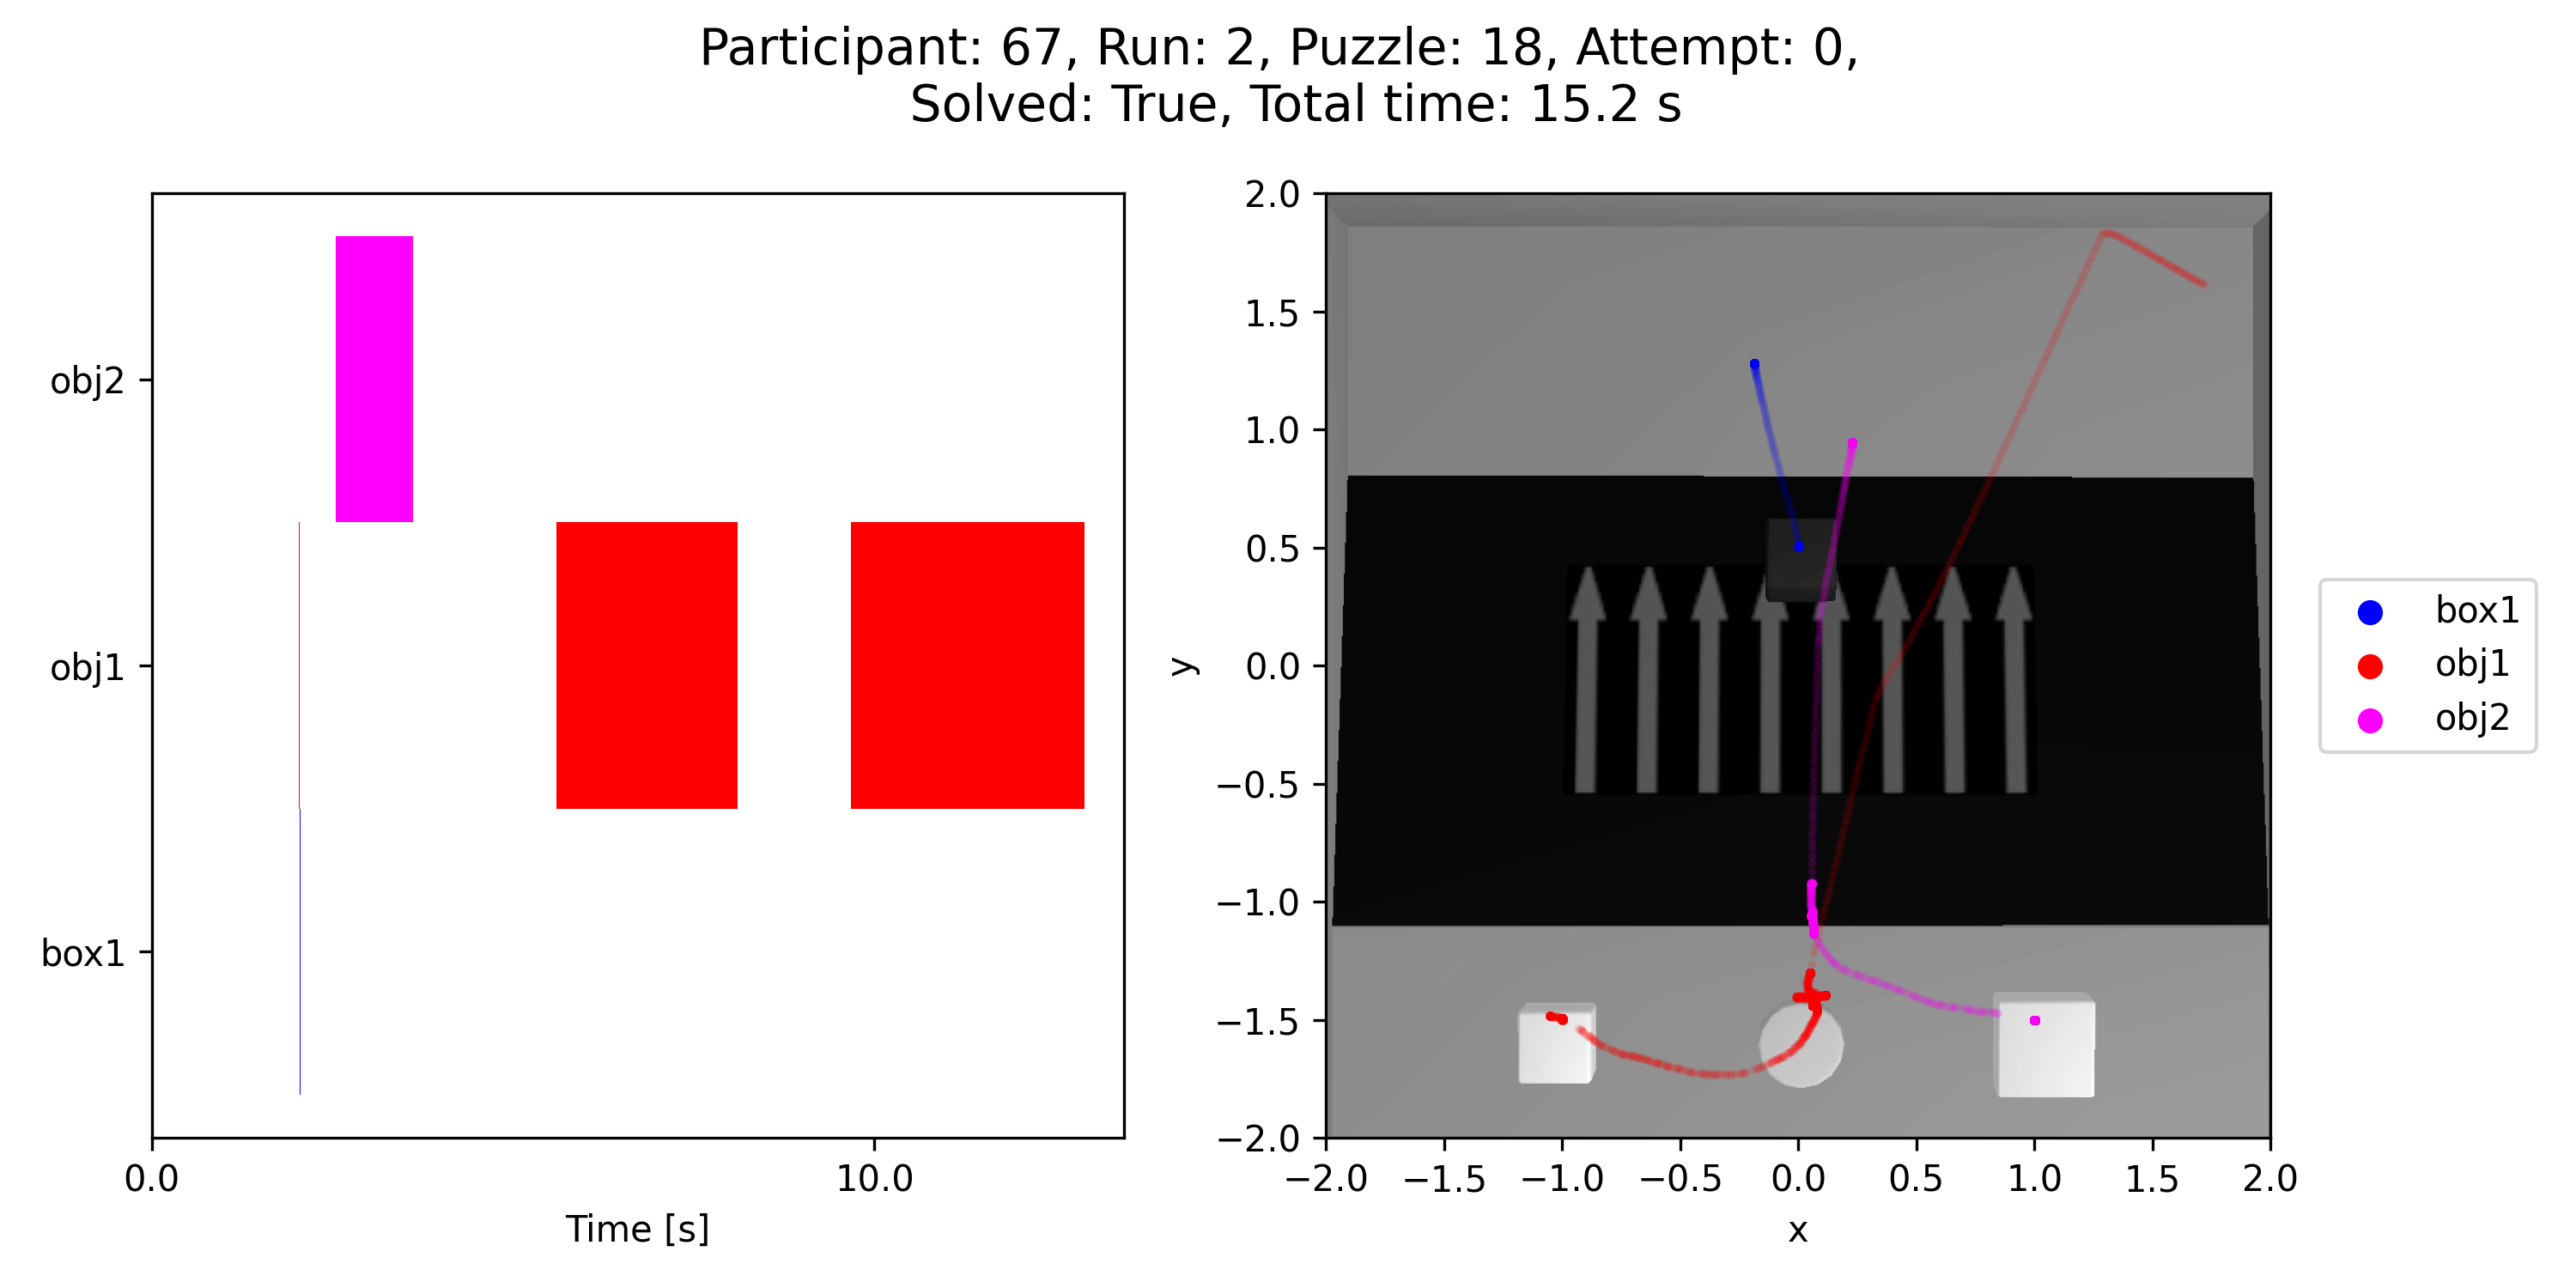 Participant: 67, Run: 2, Puzzle: 18, Attempt: 0,
Solved: True, Total time: 15.2 s
obj2
obj1
box1
0.0
10.0
Time [s]
2.0
1.5
1.0
0.5
0.0
−0.5
−1.0
−1.5
−2.0
y
−2.0
−1.5
−1.0
−0.5
0.0
0.5
1.0
1.5
2.0
x
box1
obj1
obj2